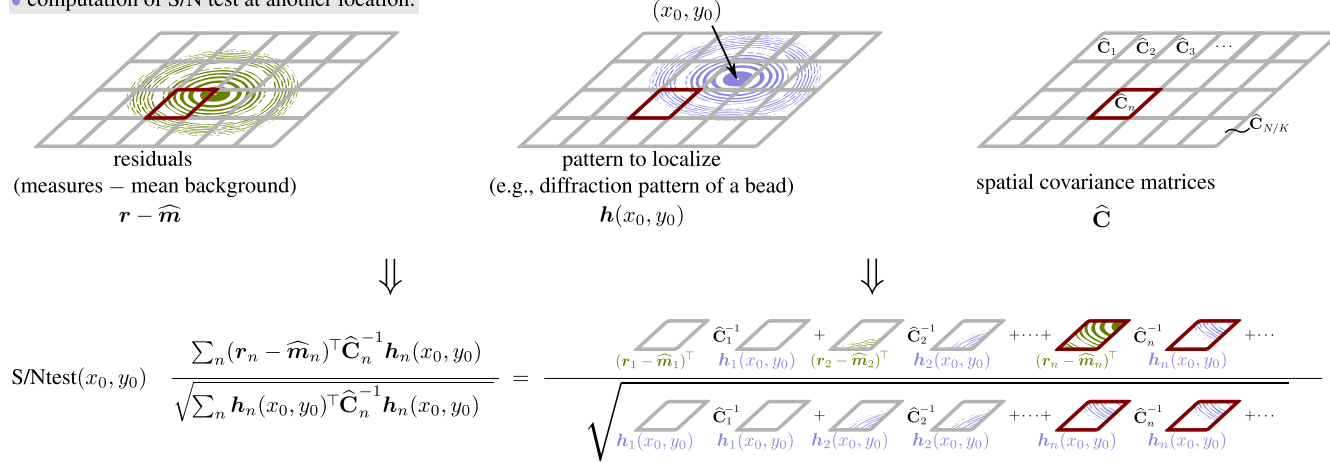 • computation of S/N test at another location.
(x₀, y₀)
Ĉ₁ Ĉ₂ Ĉ₃ ···
Ĉₙ
Ĉ_{N/K}
residuals
(measures − mean background)
r − m̂
pattern to localize
(e.g., diffraction pattern of a bead)
h(x₀, y₀)
spatial covariance matrices
Ĉ
⇓ ⇓
S/Ntest(x₀, y₀)
∑ₙ(rₙ − m̂ₙ)ᵀĈₙ⁻¹hₙ(x₀, y₀)
√∑ₙ hₙ(x₀, y₀)ᵀĈₙ⁻¹hₙ(x₀, y₀)
=
Ĉ₁⁻¹ + Ĉ₂⁻¹ +···+ Ĉₙ⁻¹ +···
(r₁ − m̂₁)ᵀ h₁(x₀, y₀) (r₂ − m̂₂)ᵀ h₂(x₀, y₀) (rₙ − m̂ₙ)ᵀ hₙ(x₀, y₀)
√ Ĉ₁⁻¹ + Ĉ₂⁻¹ +···+ Ĉₙ⁻¹ +···
h₁(x₀, y₀) h₁(x₀, y₀) h₂(x₀, y₀) h₂(x₀, y₀) hₙ(x₀, y₀) hₙ(x₀, y₀)